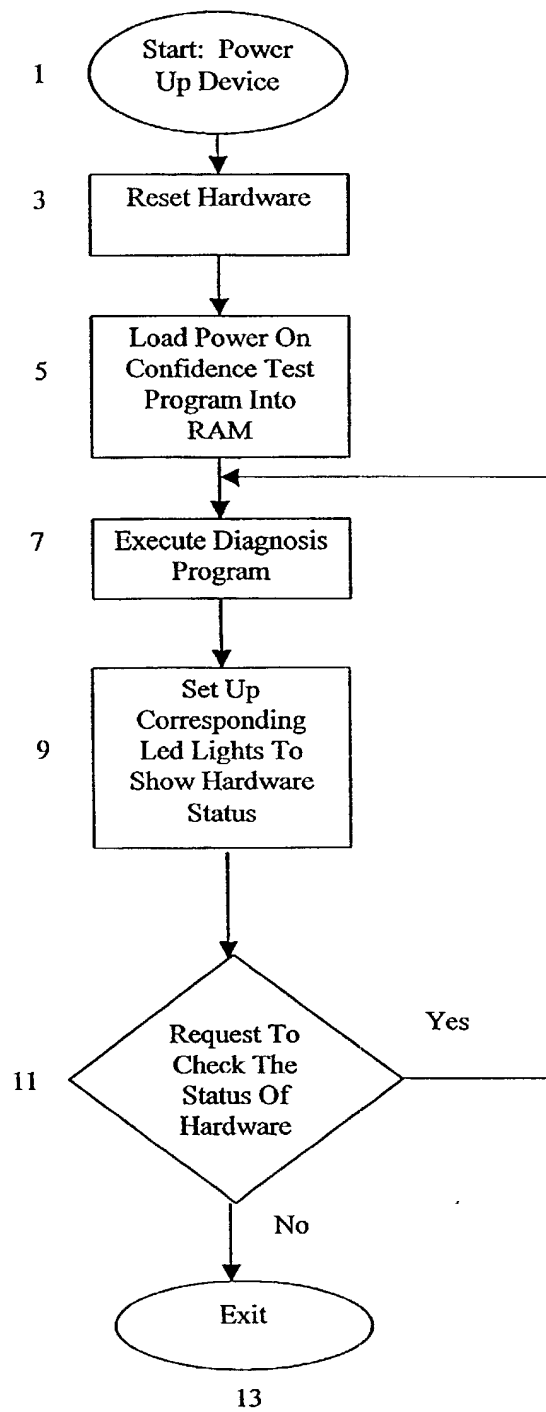 Start: Power
Up Device
1
Reset Hardware
3
Load Power On
Confidence Test
Program Into
RAM
5
Execute Diagnosis
Program
7
Set Up
Corresponding
Led Lights To
Show Hardware
Status
9
Request To
Check The
Status Of
Hardware
11
Yes
No
Exit
13